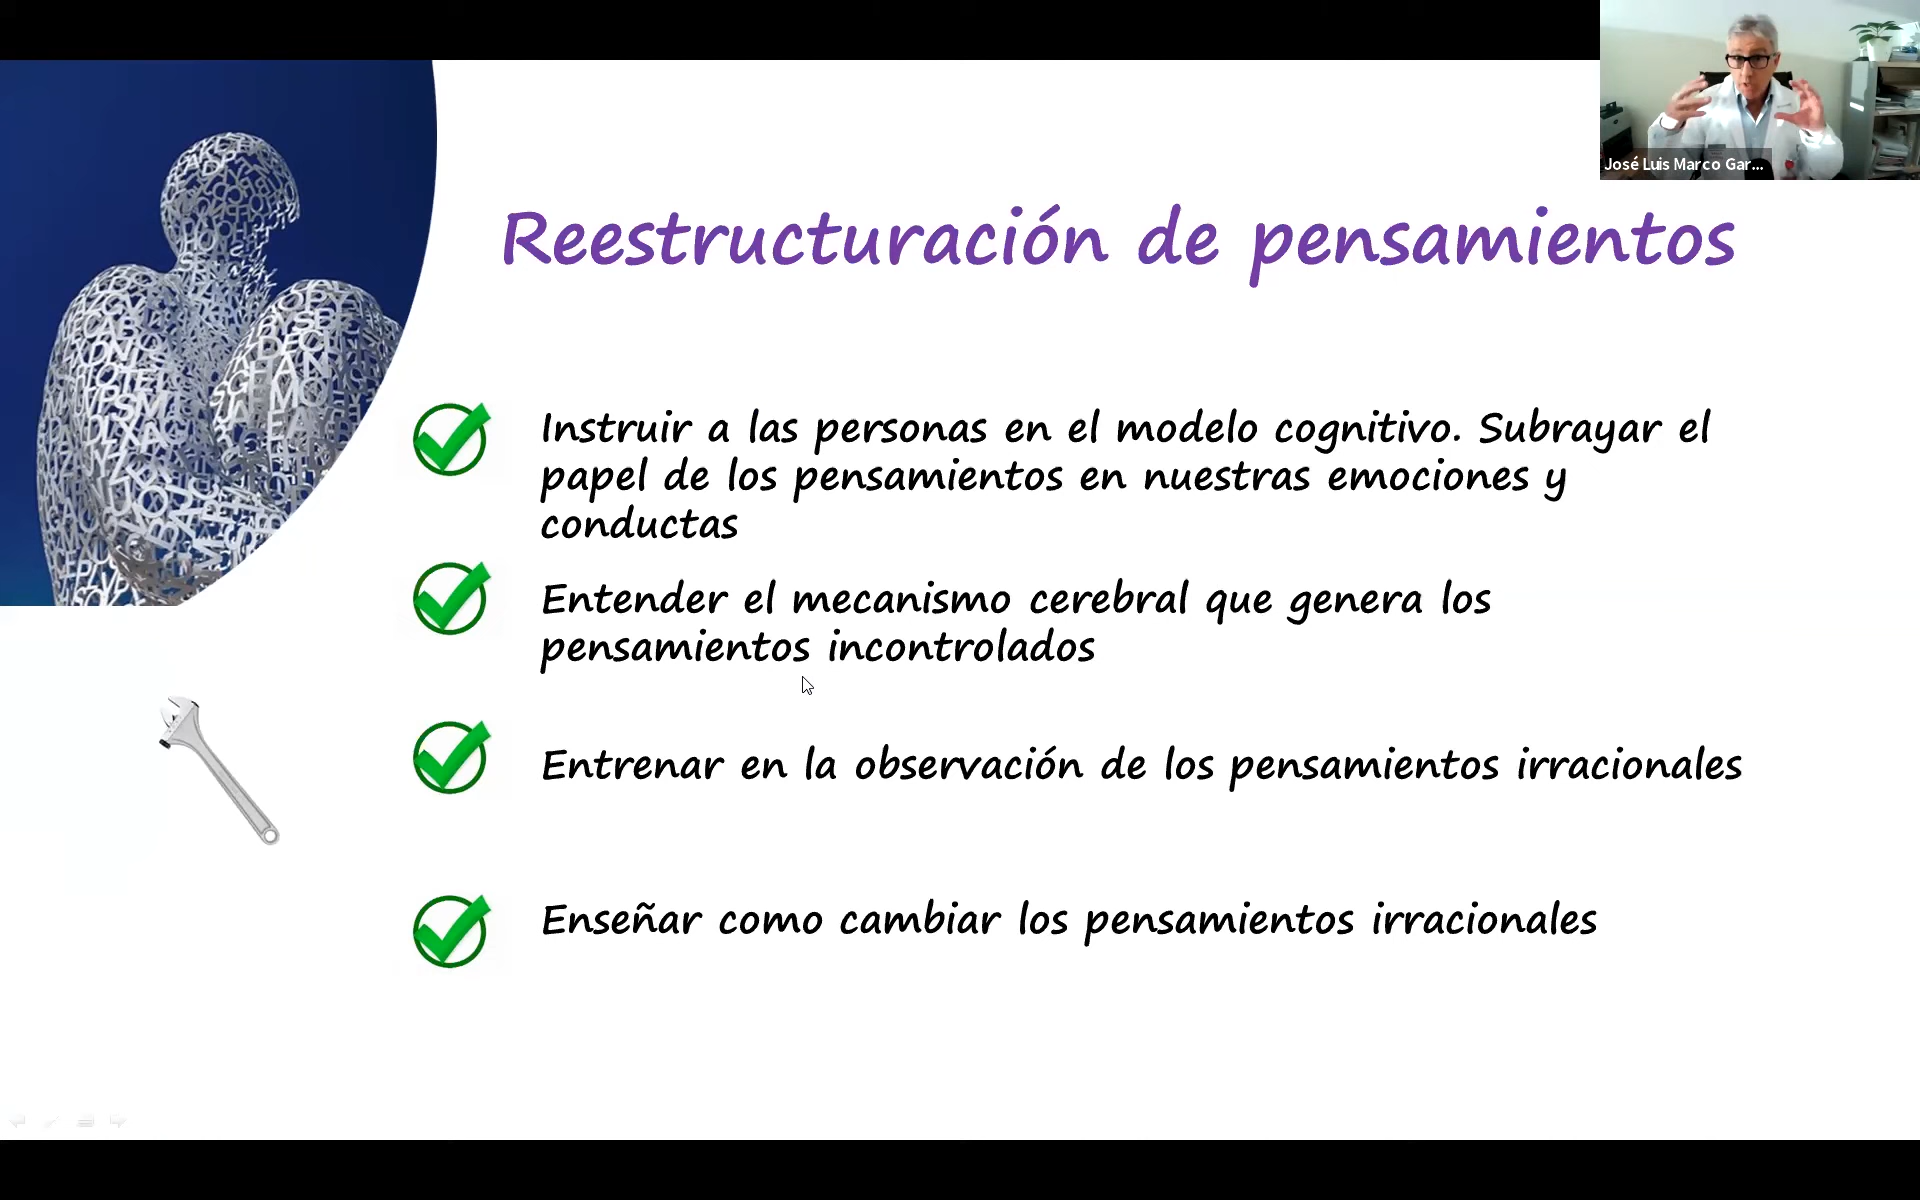 José Luis Marco Gar...
Reestructuración de pensamientos
Instruir a las personas en el modelo cognitivo. Subrayar el
papel de los pensamientos en nuestras emociones y
conductas
Entender el mecanismo cerebral que genera los
pensamientos incontrolados
Entrenar en la observación de los pensamientos irracionales
Enseñar como cambiar los pensamientos irracionales